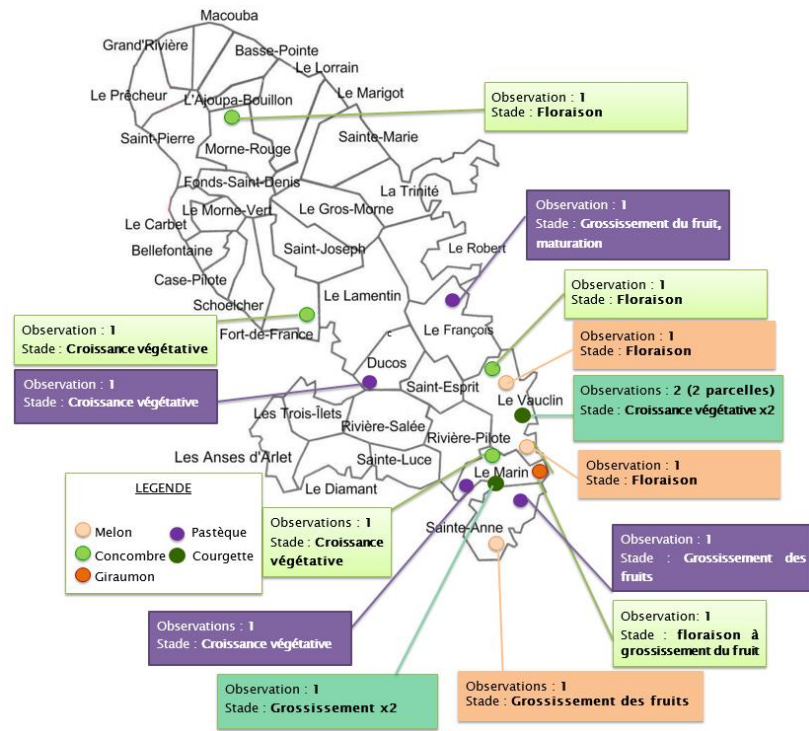 Macouba
Grand'Rivière
Basse-Pointe
Le Lorrain
Le Prêcheur
L'Ajoupa-Bouillon
Le Marigot
Saint-Pierre
Morne-Rouge
Sainte-Marie
Fonds-Saint-Denis
La Trinité
Le Morne-Vert
Le Gros-Morne
Le Carbet
Bellefontaine
Saint-Joseph
Le Robert
Case-Pilote
Le Lamentin
Schoelcher
Fort-de-France
Le François
Ducos
Saint-Esprit
Le Vauclin
Les Trois-Îlets
Rivière-Salée
Rivière-Pilote
Les Anses d'Arlet
Sainte-Luce
Le Marin
Le Diamant
Sainte-Anne
Observation : 1
Stade : Floraison
Observation : 1
Stade : Grossissement du fruit,
maturation
Observation : 1
Stade : Floraison
Observation : 1
Stade : Croissance végétative
Observation : 1
Stade : Floraison
Observation : 1
Stade : Croissance végétative
Observations : 2 (2 parcelles)
Stade : Croissance végétative x2
Observation : 1
Stade : Floraison
LEGENDE
Melon
Pastèque
Concombre
Courgette
Giraumon
Observations : 1
Stade : Croissance
végétative
Observation : 1
Stade : Grossissement des
fruits
Observations : 1
Stade : Croissance végétative
Observation: 1
Stade : floraison à
grossissement du fruit
Observation : 1
Stade : Grossissement x2
Observations : 1
Stade : Grossissement des fruits